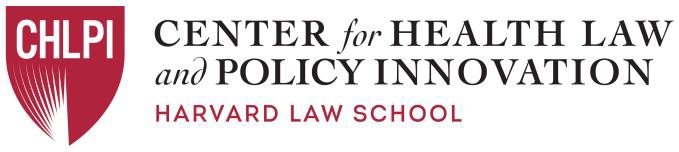 CHLPI
CENTER for HEALTH LAW
and POLICY INNOVATION
HARVARD LAW SCHOOL